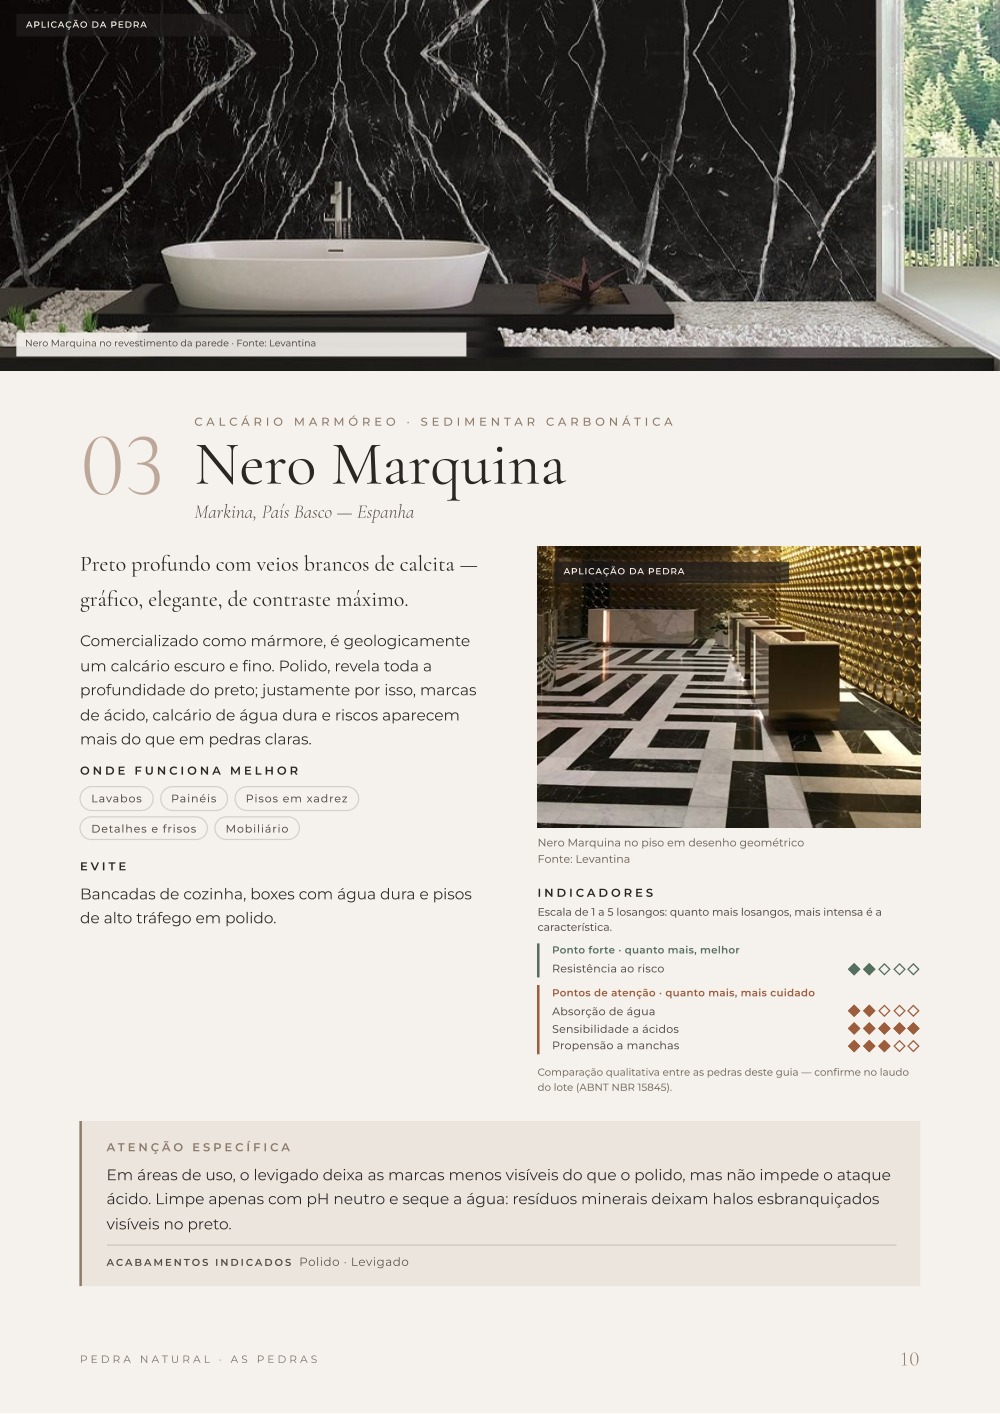 APLICAÇÃO DA PEDRA
Nero Marquina no revestimento da parede · Fonte: Levantina
03
CALCÁRIO MARMÓREO · SEDIMENTAR CARBONÁTICA
Nero Marquina
Markina, País Basco — Espanha
Preto profundo com veios brancos de calcita —
gráfico, elegante, de contraste máximo.
Comercializado como mármore, é geologicamente
um calcário escuro e fino. Polido, revela toda a
profundidade do preto; justamente por isso, marcas
de ácido, calcário de água dura e riscos aparecem
mais do que em pedras claras.
ONDE FUNCIONA MELHOR
Lavabos Painéis Pisos em xadrez
Detalhes e frisos Mobiliário
EVITE
Bancadas de cozinha, boxes com água dura e pisos
de alto tráfego em polido.
APLICAÇÃO DA PEDRA
Nero Marquina no piso em desenho geométrico
Fonte: Levantina
INDICADORES
Escala de 1 a 5 losangos: quanto mais losangos, mais intensa é a
característica.
Ponto forte · quanto mais, melhor
Resistência ao risco
Pontos de atenção · quanto mais, mais cuidado
Absorção de água
Sensibilidade a ácidos
Propensão a manchas
Comparação qualitativa entre as pedras deste guia — confirme no laudo
do lote (ABNT NBR 15845).
ATENÇÃO ESPECÍFICA
Em áreas de uso, o levigado deixa as marcas menos visíveis do que o polido, mas não impede o ataque
ácido. Limpe apenas com pH neutro e seque a água: resíduos minerais deixam halos esbranquiçados
visíveis no preto.
ACABAMENTOS INDICADOS Polido · Levigado
PEDRA NATURAL · AS PEDRAS
10